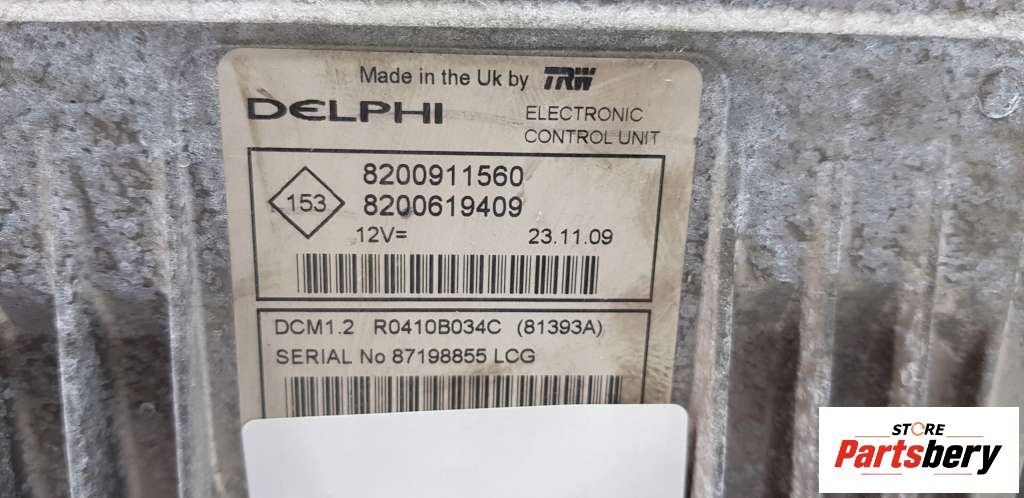 Made in the Uk by TRW
DELPHI ELECTRONIC
CONTROL UNIT
153
8200911560
8200619409
12V= 23.11.09
DCM1.2 R0410B034C (81393A)
SERIAL No 87198855 LCG
STORE
Partsbery